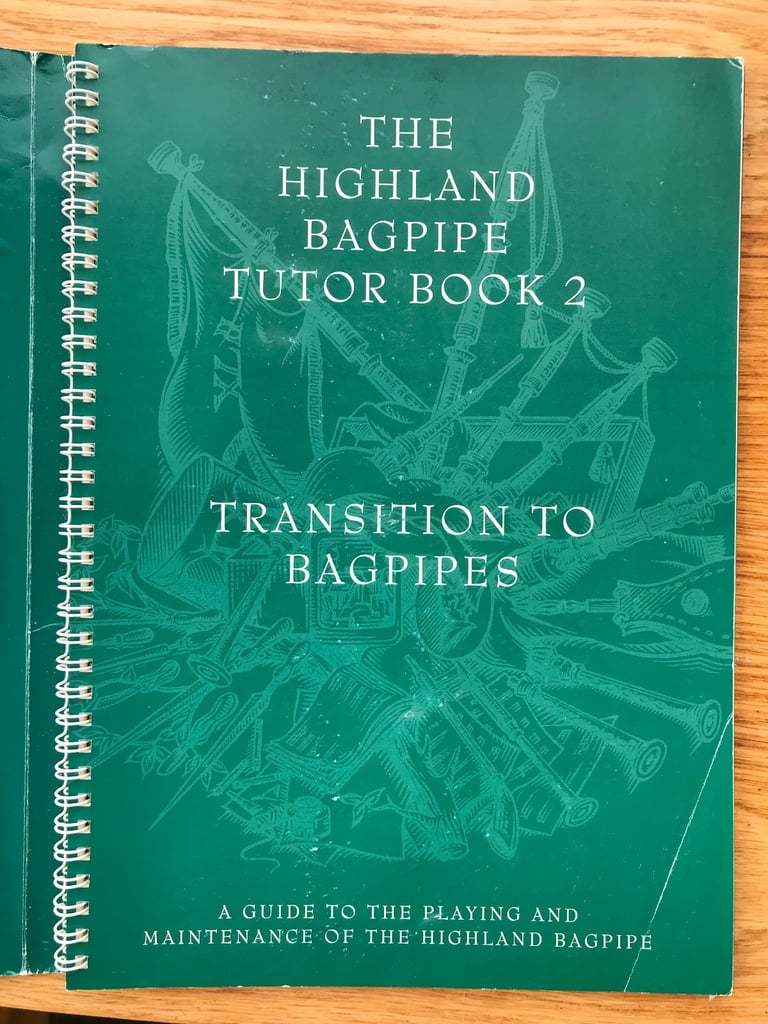 THE
HIGHLAND
BAGPIPE
TUTOR BOOK 2
TRANSITION TO
BAGPIPES
A GUIDE TO THE PLAYING AND
MAINTENANCE OF THE HIGHLAND BAGPIPE